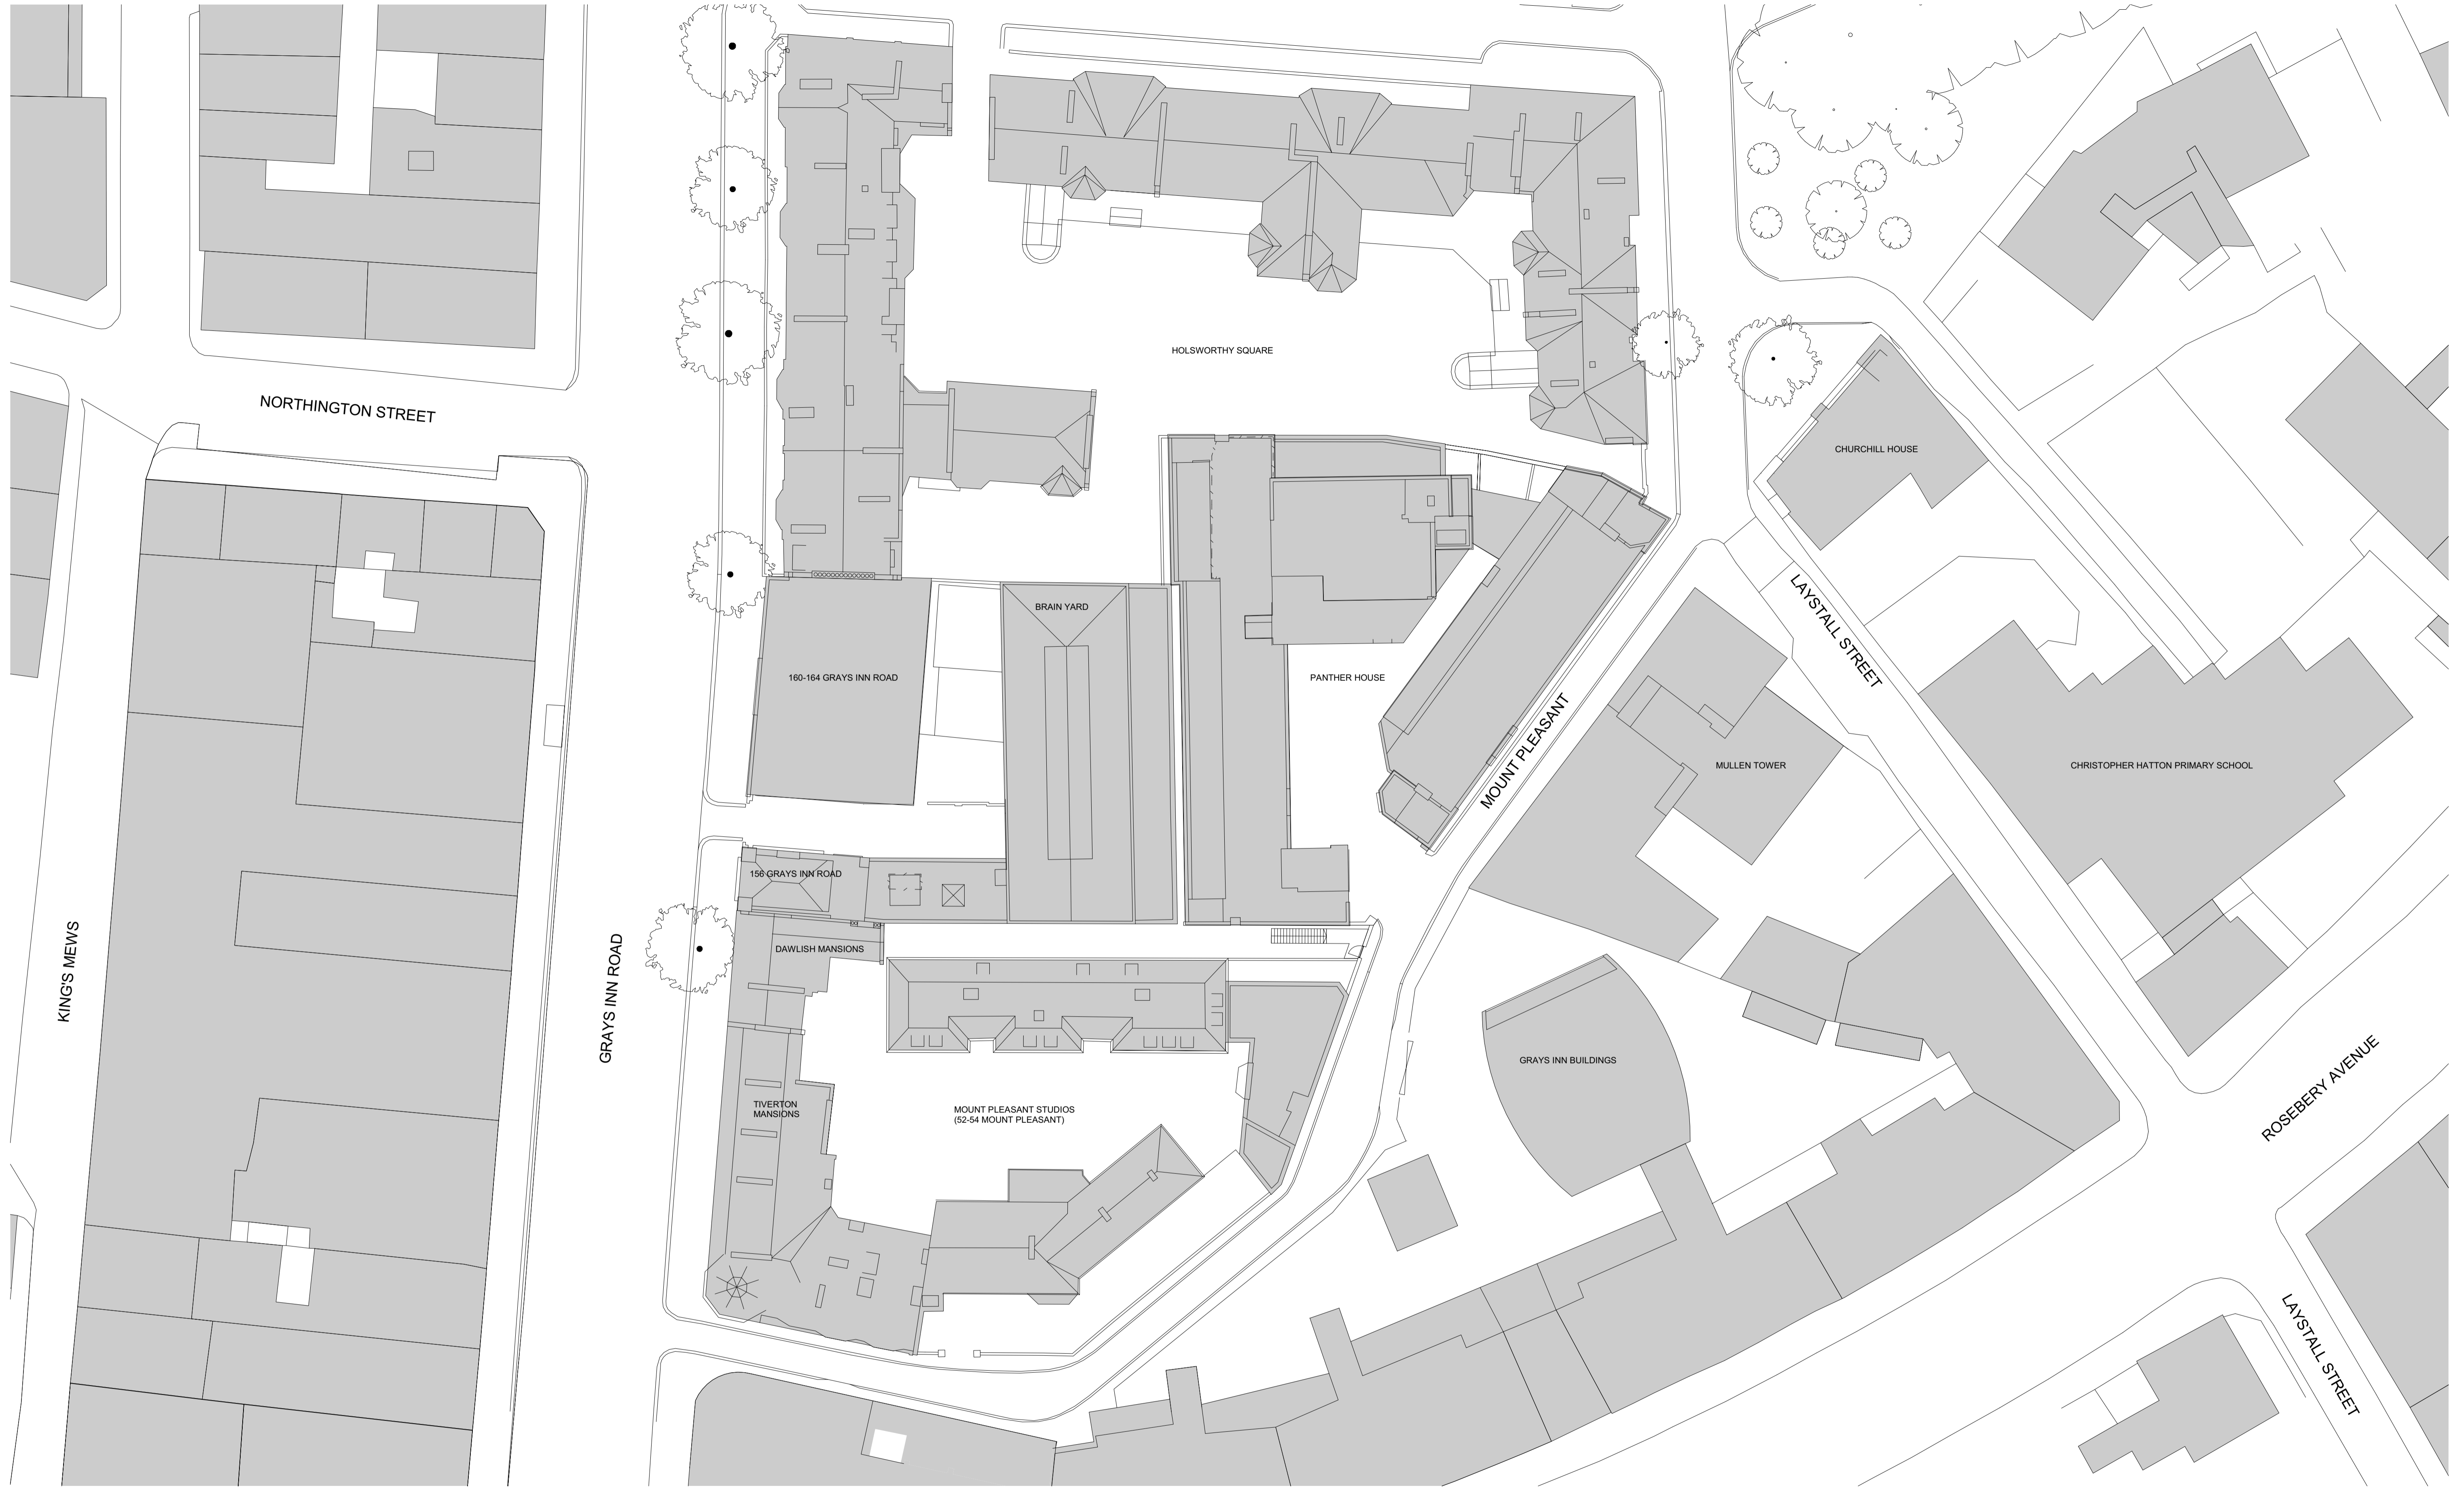 HOLSWORTHY SQUARE
NORTHINGTON STREET
CHURCHILL HOUSE
BRAIN YARD
160-164 GRAYS INN ROAD
PANTHER HOUSE
LAYSTALL STREET
MOUNT PLEASANT
MULLEN TOWER
CHRISTOPHER HATTON PRIMARY SCHOOL
156 GRAYS INN ROAD
DAWLISH MANSIONS
KING'S MEWS
GRAYS INN ROAD
GRAYS INN BUILDINGS
TIVERTON
MANSIONS
MOUNT PLEASANT STUDIOS
(52-54 MOUNT PLEASANT)
ROSEBERY AVENUE
LAYSTALL STREET